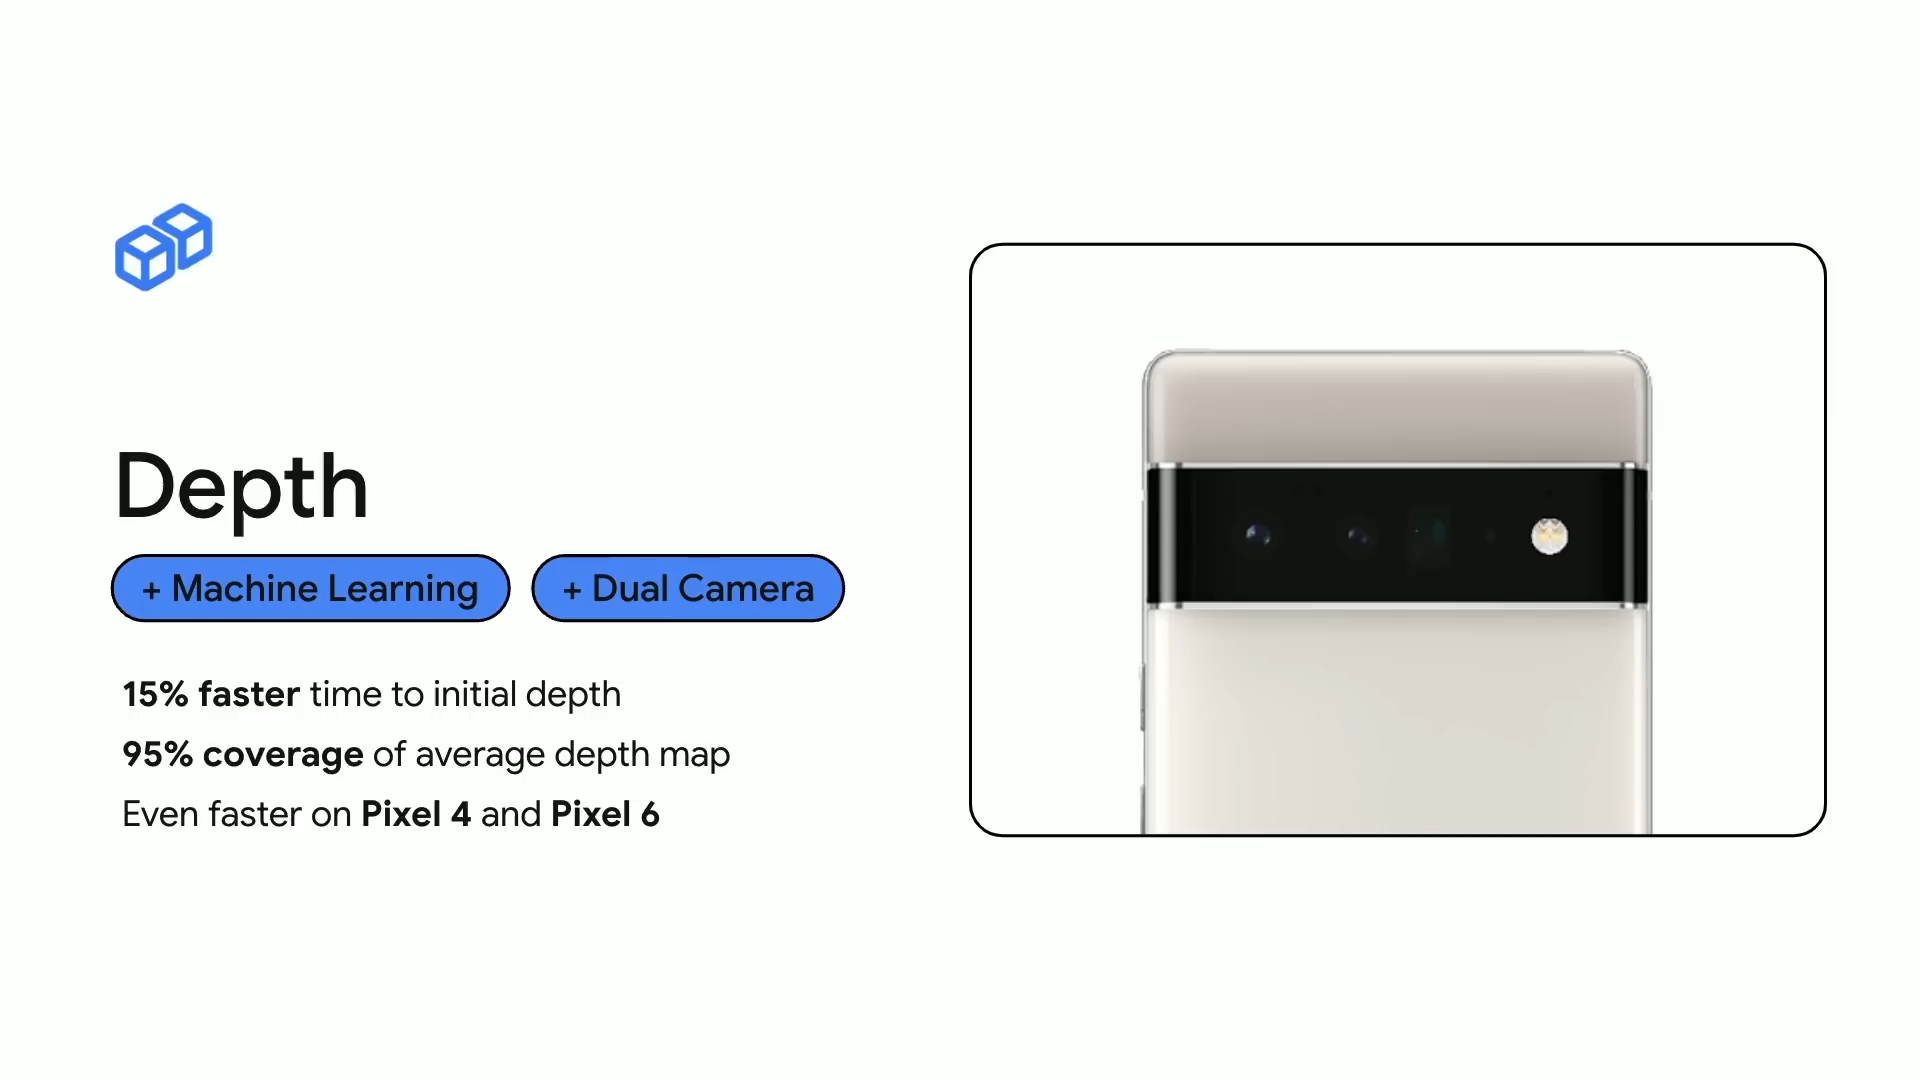 Depth
+ Machine Learning
+ Dual Camera
15% faster time to initial depth
95% coverage of average depth map
Even faster on Pixel 4 and Pixel 6